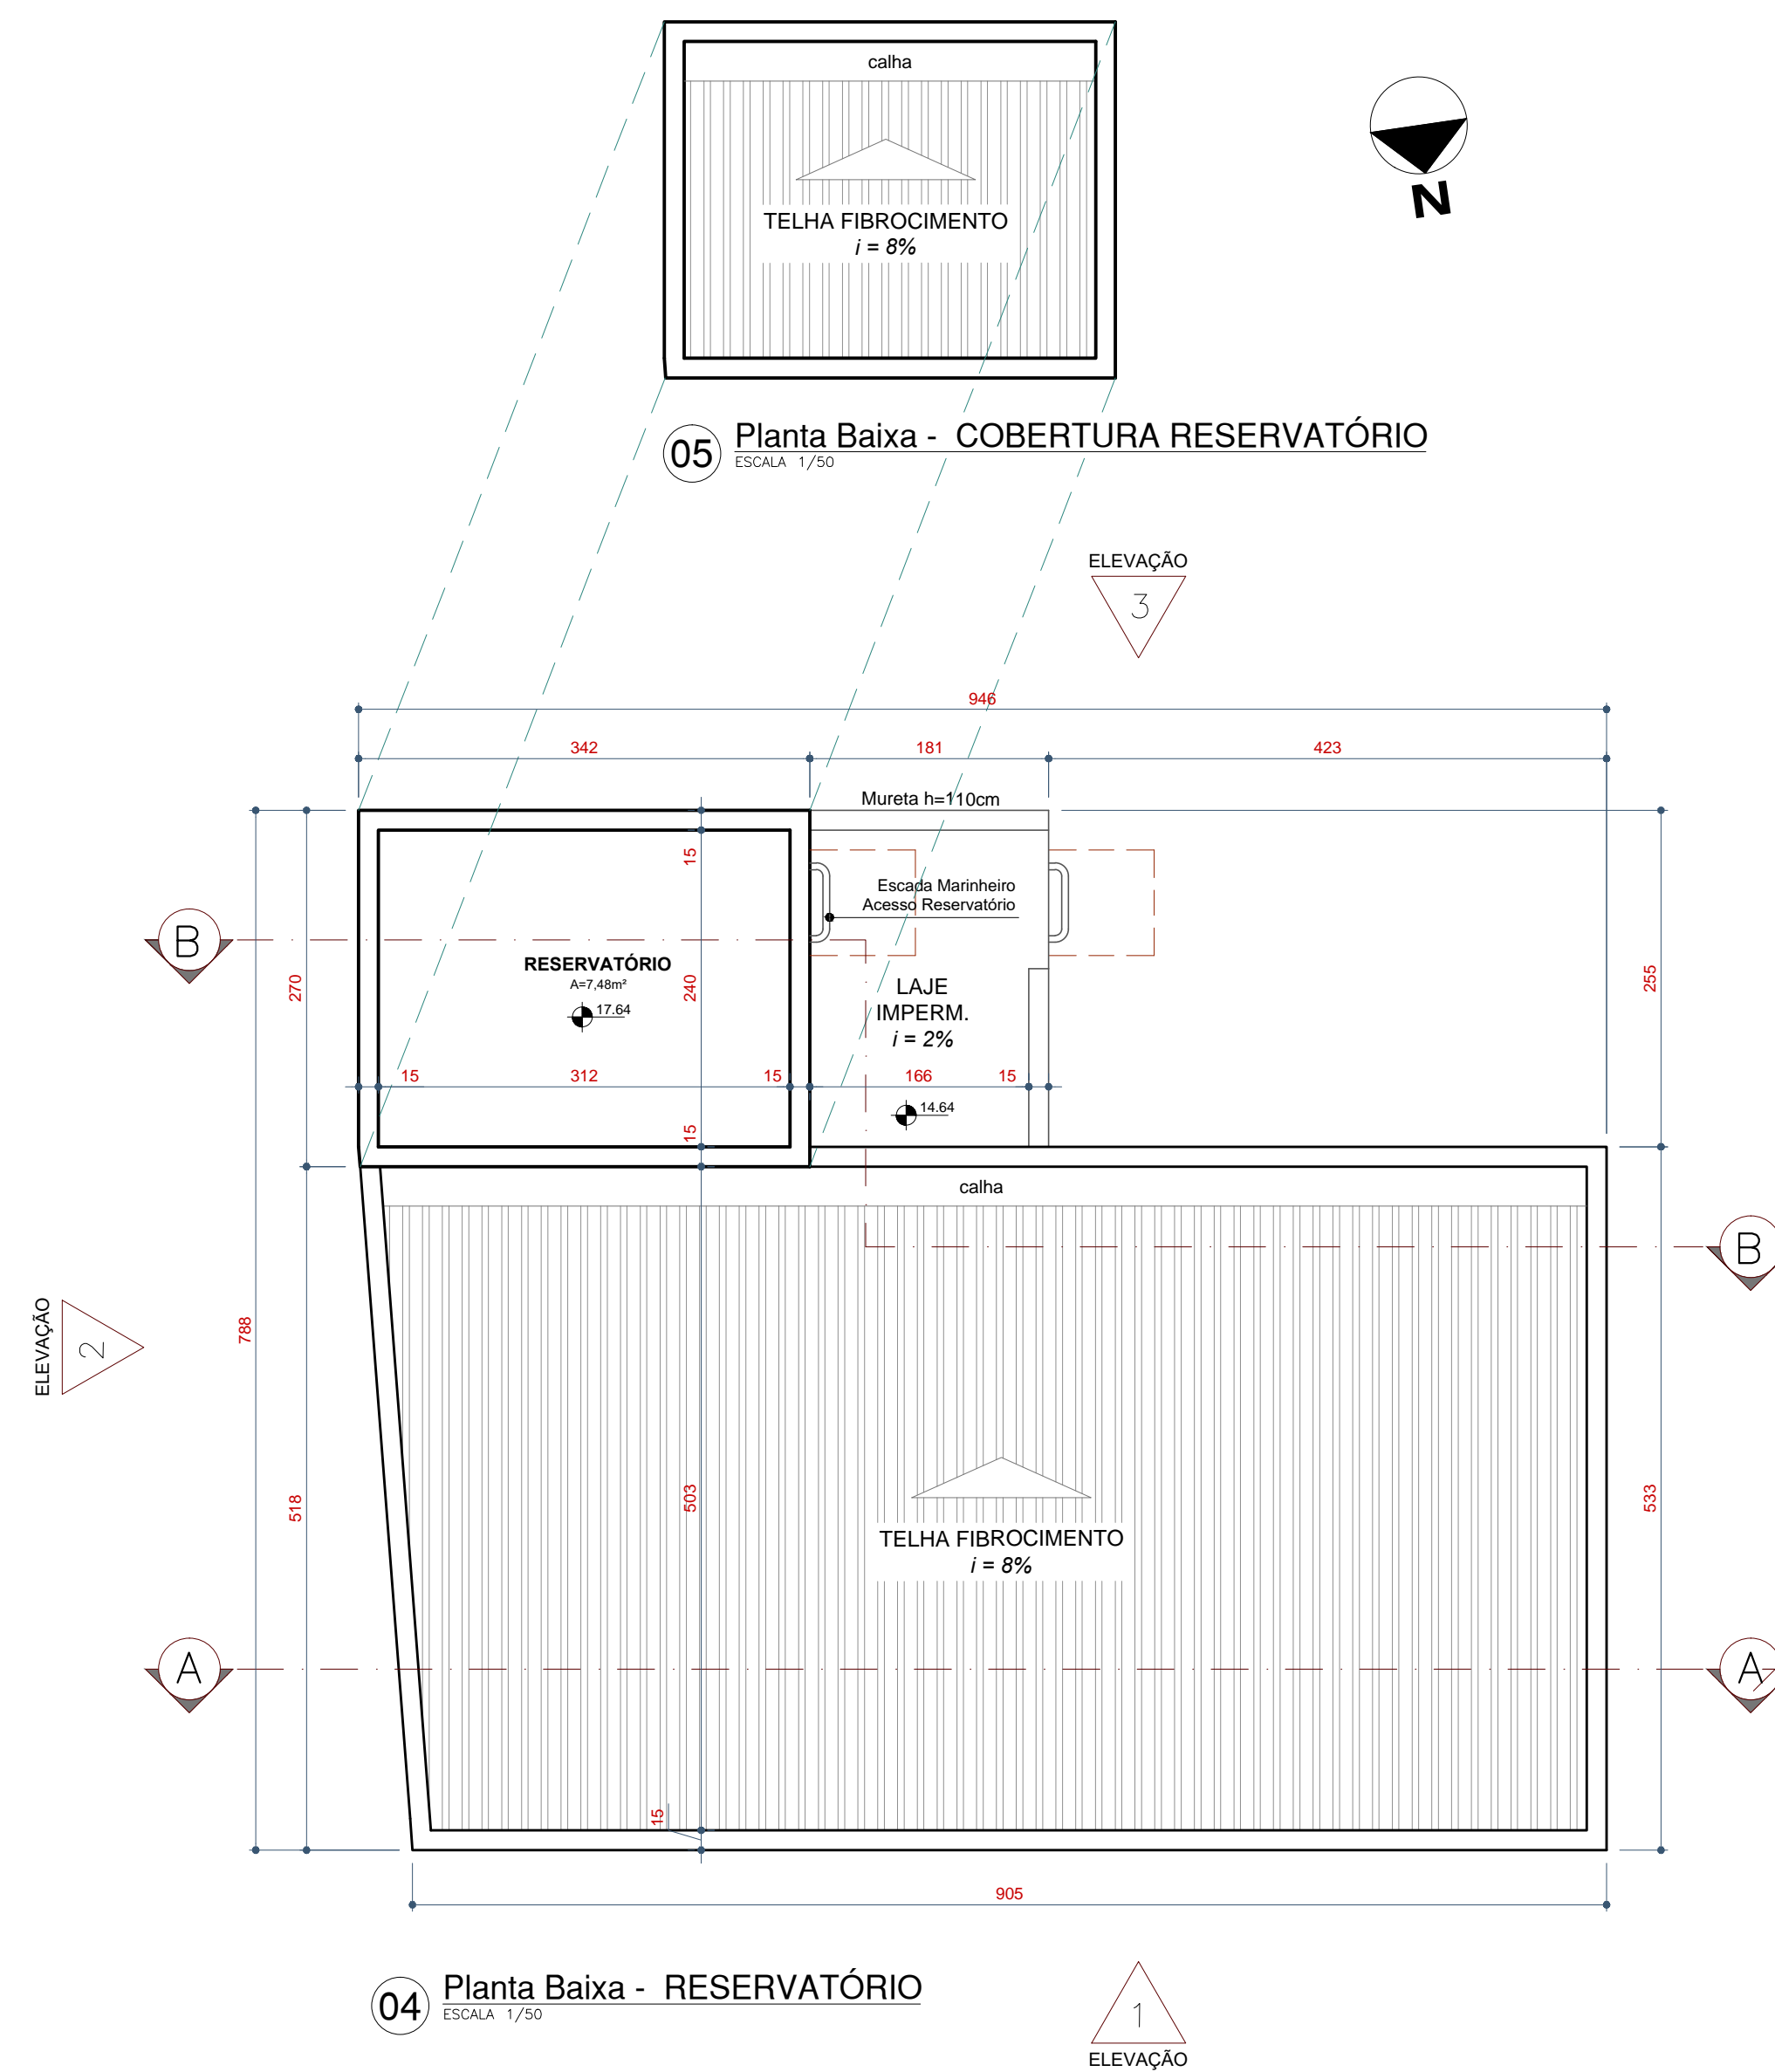 calha
TELHA FIBROCIMENTO
i = 8%
N
05
Planta Baixa - COBERTURA RESERVATÓRIO
ESCALA 1/50
ELEVAÇÃO
3
946
342
181
423
Mureta h=110cm
15
Escada Marinheiro
Acesso Reservatório
B
RESERVATÓRIO
A=7,48m²
17.64
270
240
255
LAJE
IMPERM.
i = 2%
15
312
15
166
15
14.64
15
calha
B
ELEVAÇÃO
2
788
518
503
533
TELHA FIBROCIMENTO
i = 8%
A
A
15
905
04
Planta Baixa - RESERVATÓRIO
ESCALA 1/50
1
ELEVAÇÃO